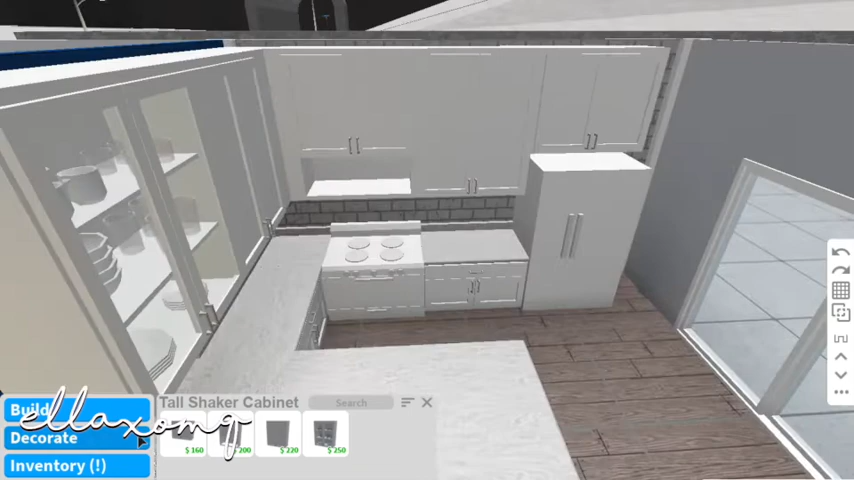 Build
ellaxomg
Tall Shaker Cabinet
Search
$160
$200
$220
$250
Decorate
Inventory (!)